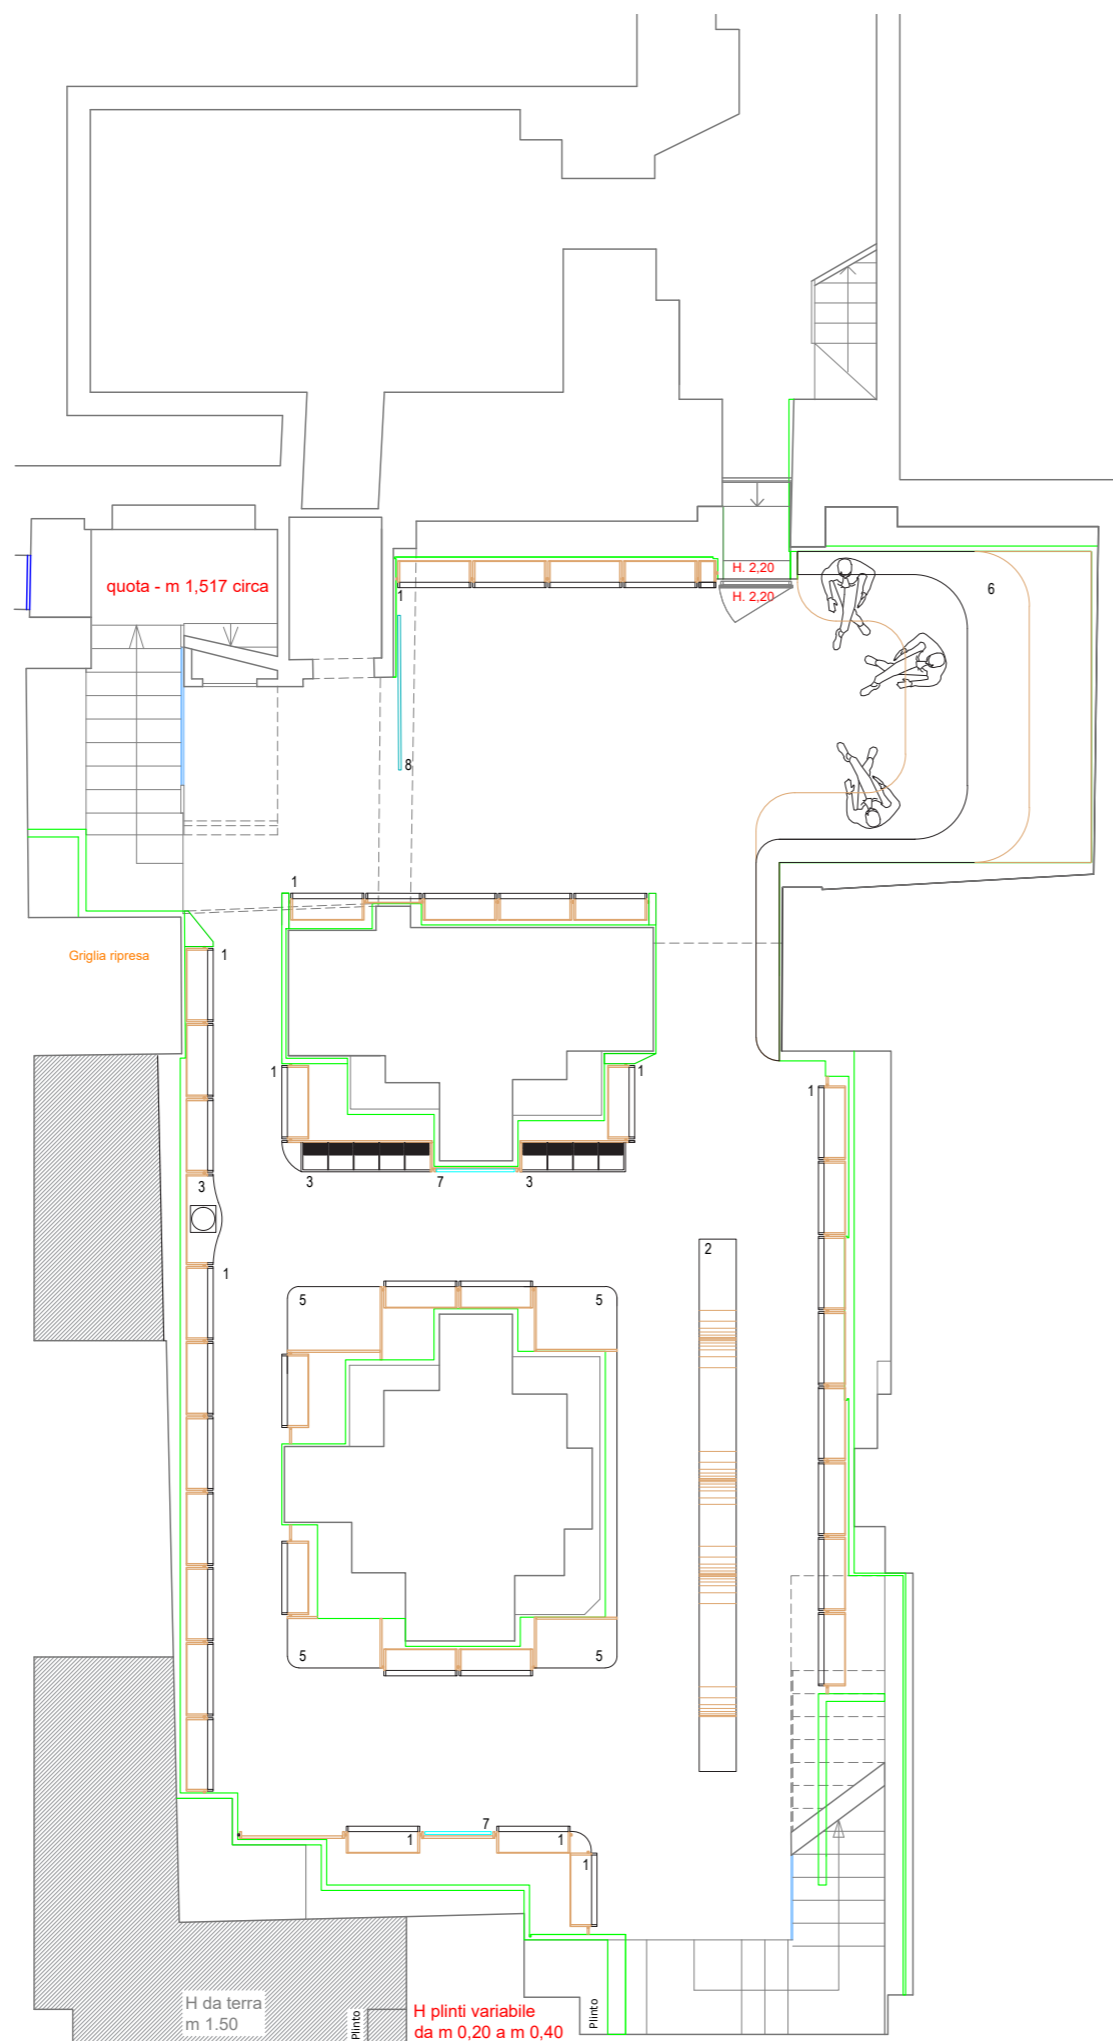 quota - m 1,517 circa
H. 2,20
H. 2,20
1
6
8
1
Griglia ripresa
1
1
1
1
3
3
7
3
2
1
5
5
5
5
7
1
1
1
H da terra
m 1.50
Plinto
H plinti variabile
da m 0,20 a m 0,40
Plinto